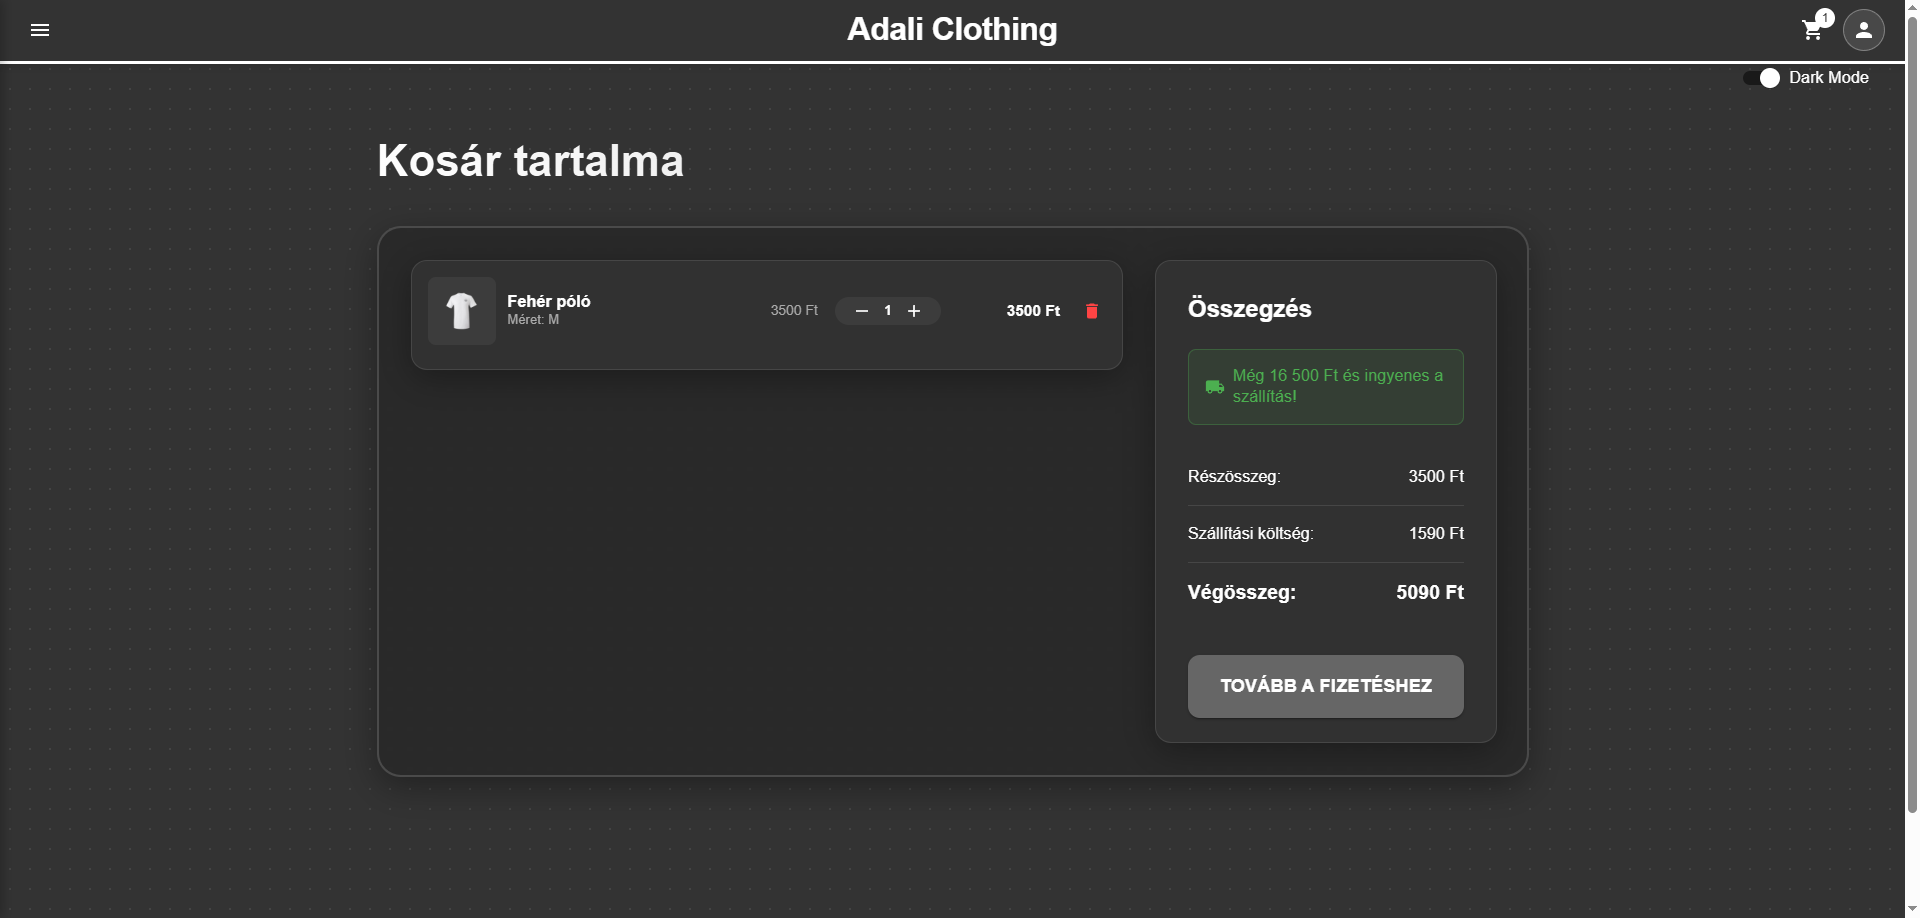 Adali Clothing
1
Dark Mode
Kosár tartalma
Fehér póló
Méret: M
3500 Ft
1
3500 Ft
Összegzés
Még 16 500 Ft és ingyenes a
szállítás!
Részösszeg: 3500 Ft
Szállítási költség: 1590 Ft
Végösszeg: 5090 Ft
TOVÁBB A FIZETÉSHEZ